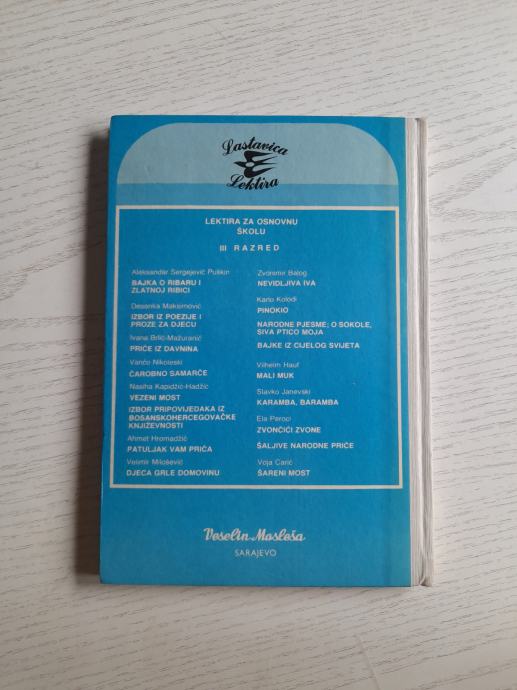 Lastavica
Lektira
LEKTIRA ZA OSNOVNU
ŠKOLU
III RAZRED
Aleksandar Sergejevič Puškin
BAJKA O RIBARU I
ZLATNOJ RIBICI
Desanka Maksimović
IZBOR IZ POEZIJE I
PROZE ZA DJECU
Ivana Brlić-Mažuranić
PRIČE IZ DAVNINA
Vančo Nikoleski
ČAROBNO SAMARČE
Nasiha Kapidžić-Hadžić
VEZENI MOST
IZBOR PRIPOVIJEDAKA IZ
BOSANSKOHERCEGOVAČKE
KNJIŽEVNOSTI
Ahmet Hromadžić
PATULJAK VAM PRIČA
Velimir Milošević
DJECA GRLE DOMOVINU
Zvonimir Balog
NEVIDLJIVA IVA
Karlo Kolodi
PINOKIO
NARODNE PJESME; O SOKOLE,
SIVA PTICO MOJA
BAJKE IZ CIJELOG SVIJETA
Vilhelm Hauf
MALI MUK
Slavko Janevski
KARAMBA, BARAMBA
Ela Peroci
ZVONČIĆI ZVONE
ŠALJIVE NARODNE PRIČE
Voja Carić
ŠARENI MOST
Veselin Masleša
SARAJEVO